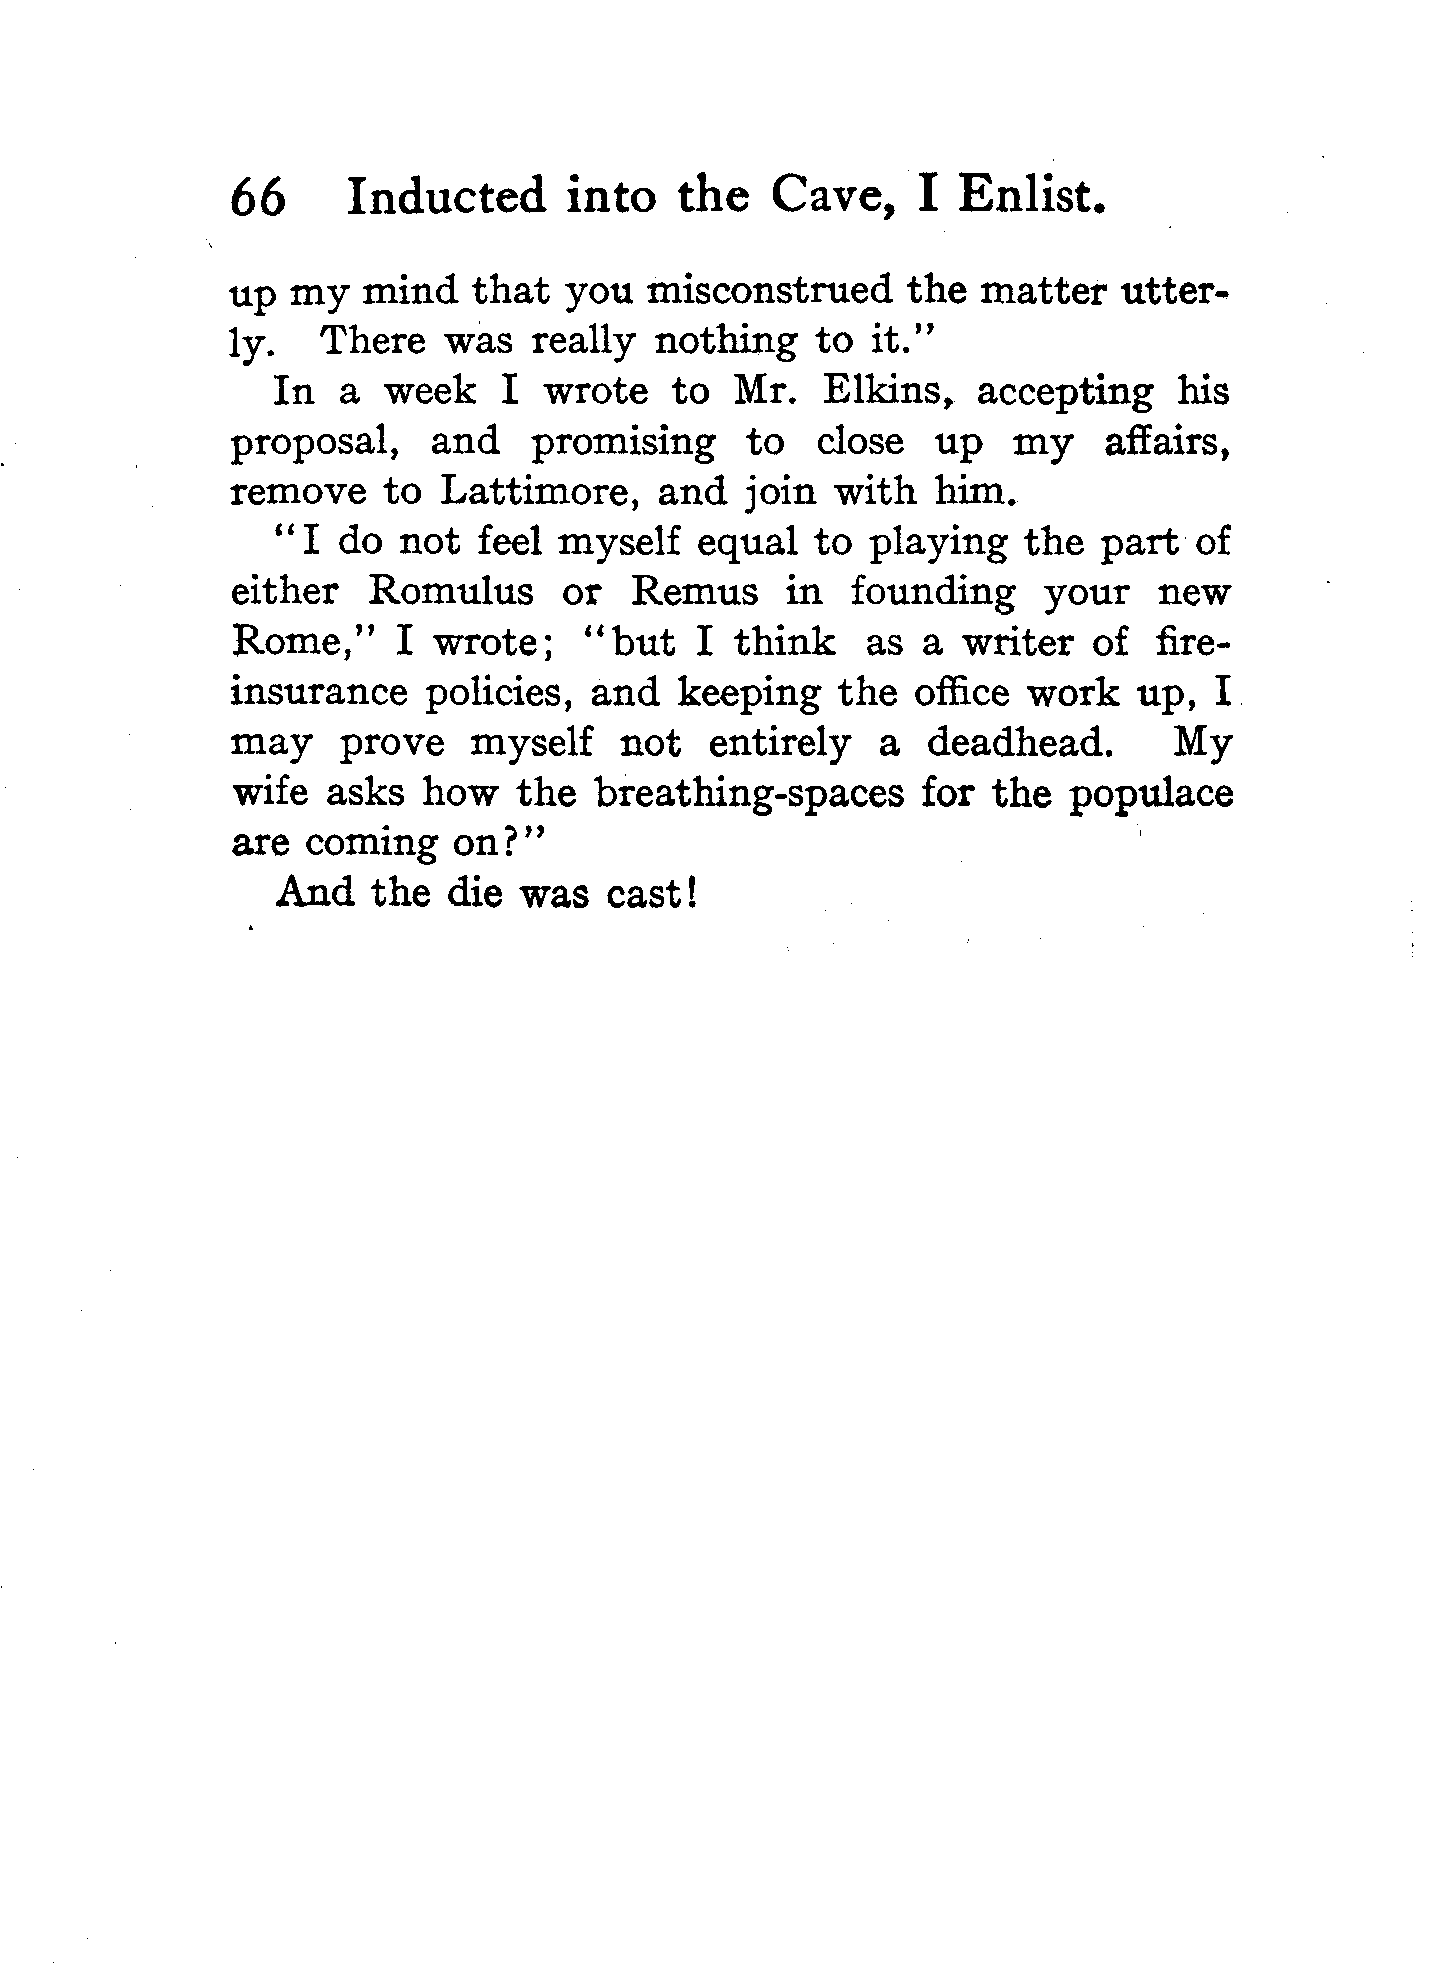 66 Inducted into the Cave, I Enlist.
up my mind that you misconstrued the matter utter-
ly. There was really nothing to it."
In a week I wrote to Mr. Elkins, accepting his
proposal, and promising to close up my affairs,
remove to Lattimore, and join with him.
"I do not feel myself equal to playing the part of
either Romulus or Remus in founding your new
Rome," I wrote; "but I think as a writer of fire-
insurance policies, and keeping the office work up, I
may prove myself not entirely a deadhead. My
wife asks how the breathing-spaces for the populace
are coming on?"
And the die was cast!